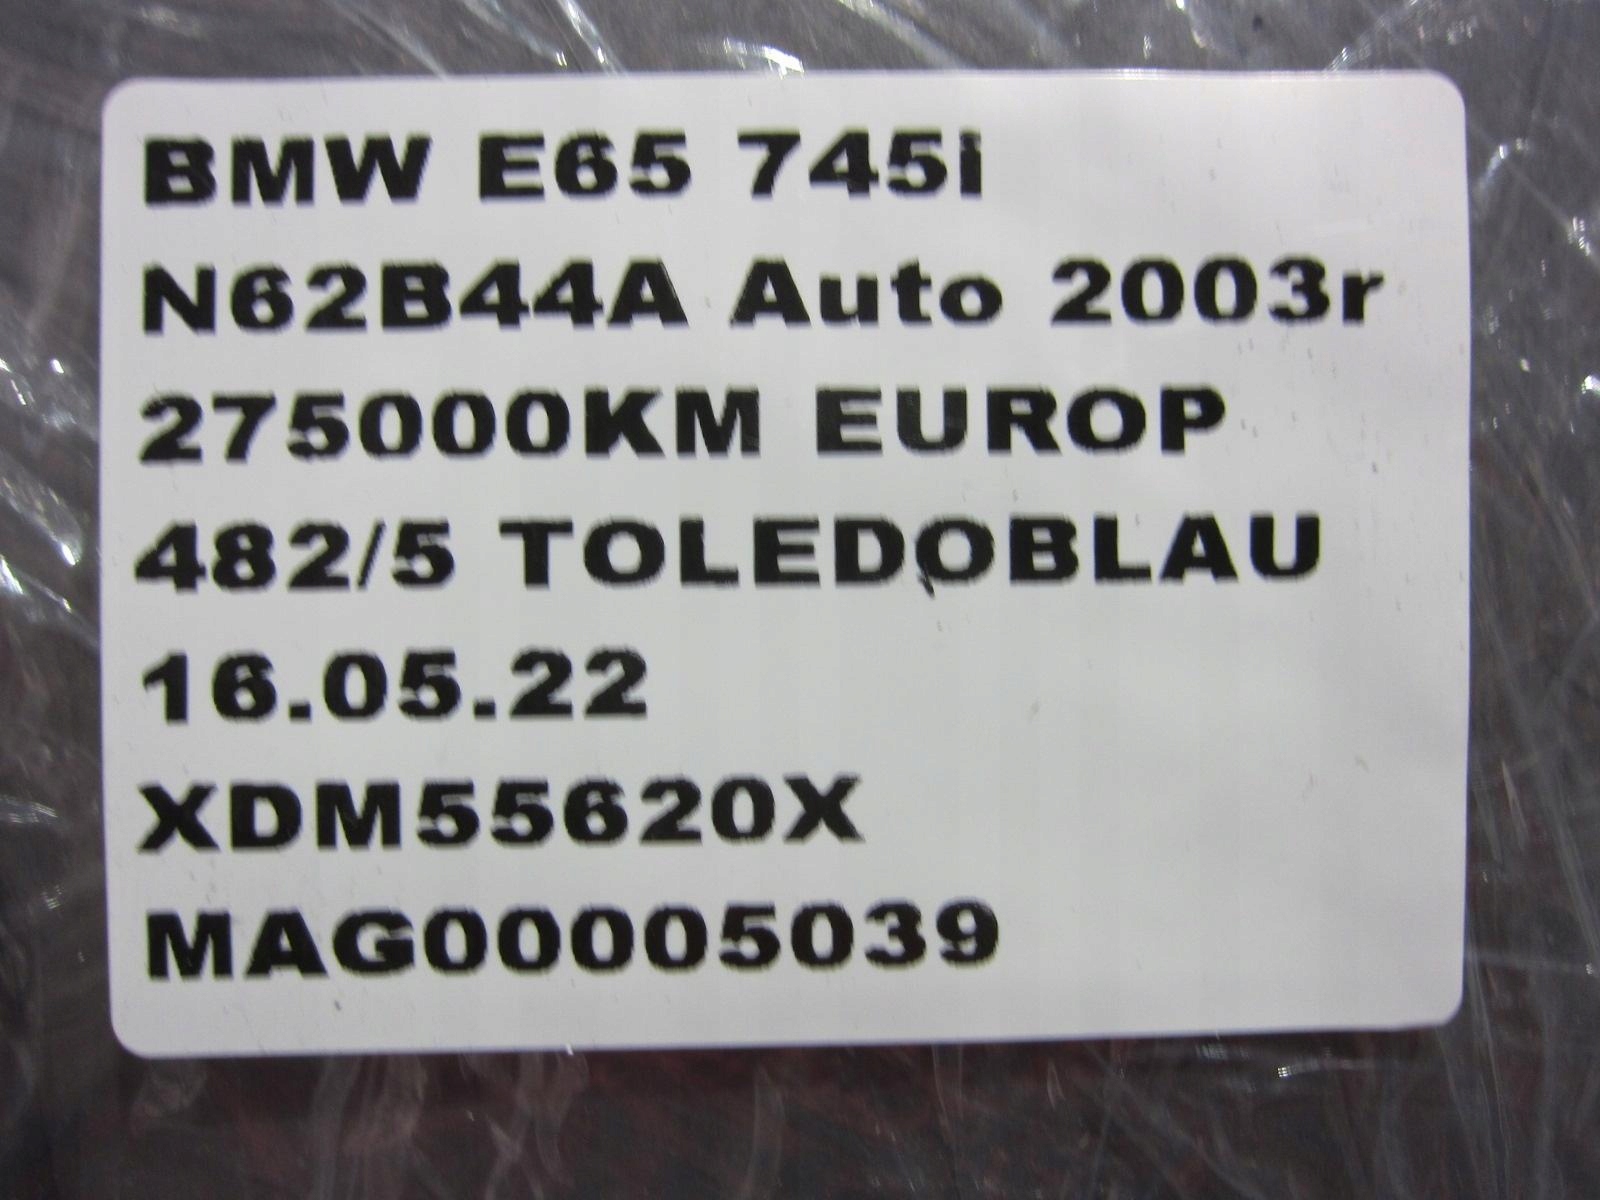 BMW E65 745i
N62B44A Auto 2003r
275000KM EUROP
482/5 TOLEDOBLAU
16.05.22
XDM55620X
MAG00005039